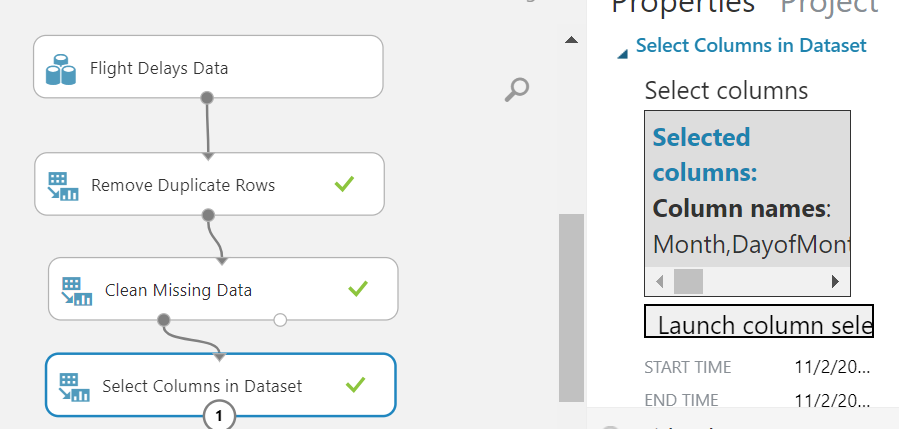 Flight Delays Data
Remove Duplicate Rows
Clean Missing Data
Select Columns in Dataset
1
Properties Project
Select Columns in Dataset
Select columns
Selected
columns:
Column names:
Month,DayofMont
Launch column sele
START TIME 11/2/20...
END TIME 11/2/20...